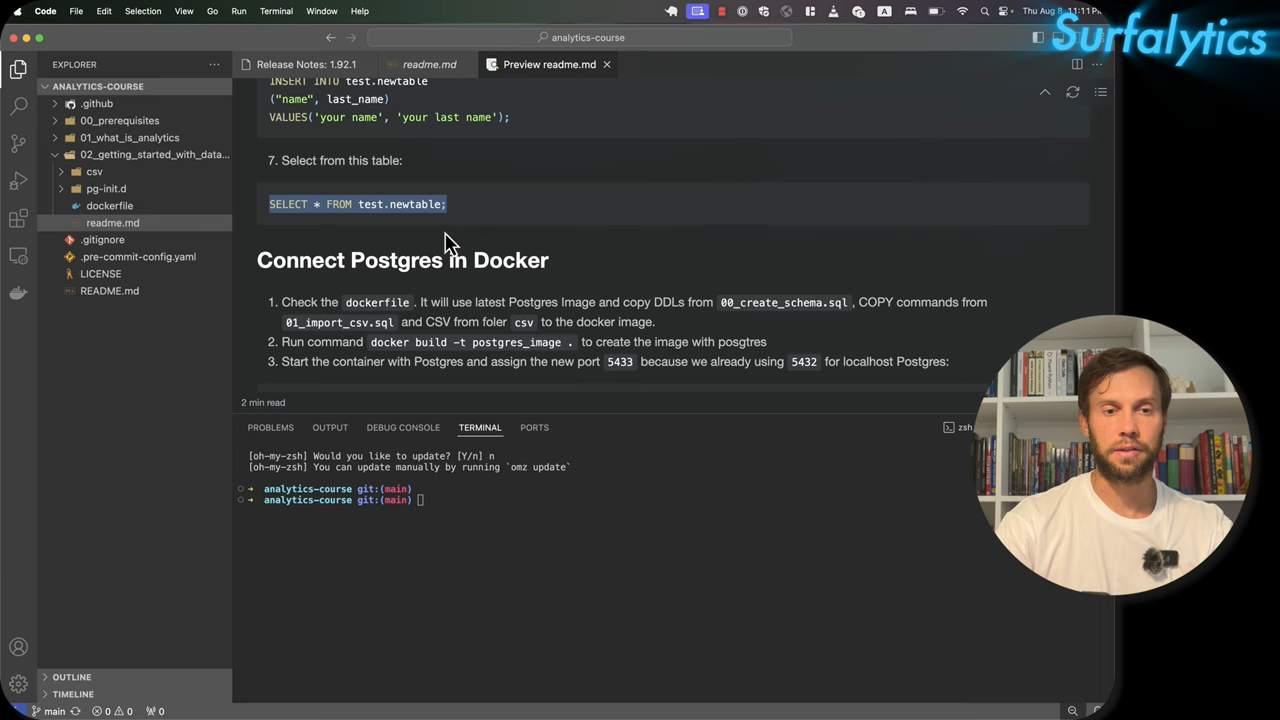 Code File Edit Selection View Go Run Terminal Window Help
A
Thu Aug 8 11:11
Surfalytics
analytics-course
EXPLORER
Release Notes: 1.92.1
readme.md
Preview readme.md
ANALYTICS-COURSE
.github
00_prerequisites
01_what_is_analytics
02_getting_started_with_data...
csv
pg-init.d
dockerfile
readme.md
.gitignore
.pre-commit-config.yaml
LICENSE
README.md
INSERT INTO test.newtable
("name", last_name)
VALUES('your name', 'your last name');
7. Select from this table:
SELECT * FROM test.newtable;
Connect Postgres in Docker
1. Check the dockerfile. It will use latest Postgres Image and copy DDLs from 00_create_schema.sql, COPY commands from
01_import_csv.sql and CSV from foler csv to the docker image.
2. Run command docker build -t postgres_image . to create the image with posgtres
3. Start the container with Postgres and assign the new port 5433 because we already using 5432 for localhost Postgres:
2 min read
PROBLEMS OUTPUT DEBUG CONSOLE TERMINAL PORTS
zsh
[oh-my-zsh] Would you like to update? [Y/n] n
[oh-my-zsh] You can update manually by running `omz update`
analytics-course git:(main)
analytics-course git:(main)
OUTLINE
TIMELINE
main 0 0 0